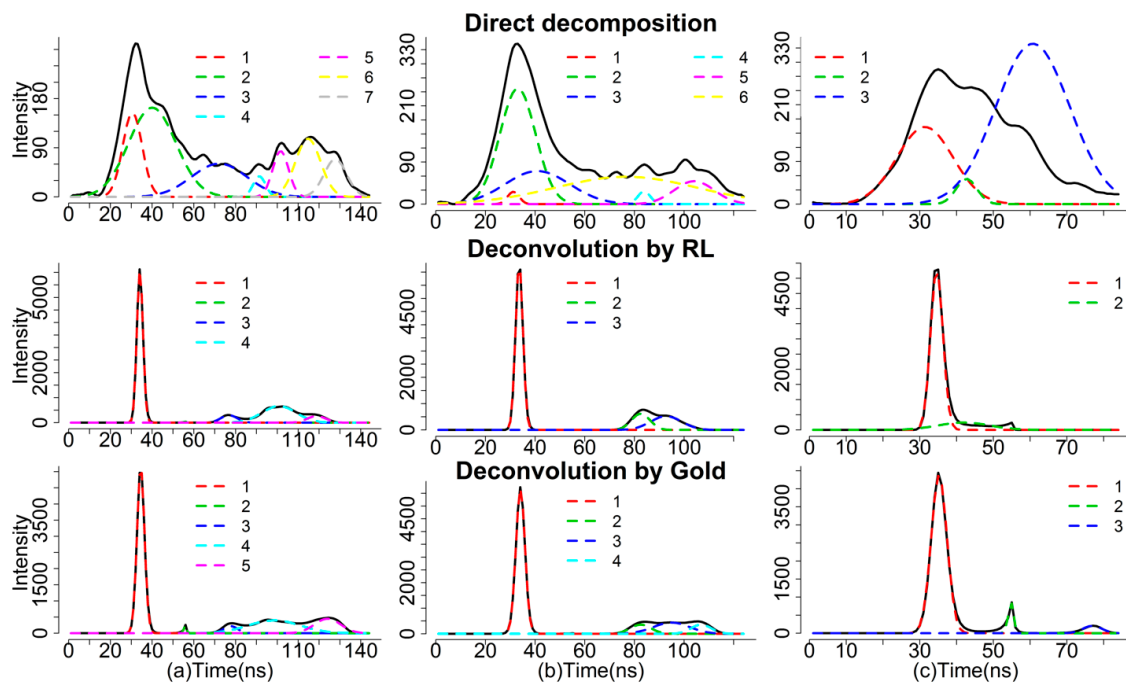 Direct decomposition
Intensity
0 90 180
1
2
3
4
5
6
7
0 20 40 60 80 110 140
0 90 210 330
1
2
3
4
5
6
0 20 40 60 80 100
0 90 210 330
1
2
3
10 30 50 70
Deconvolution by RL
Intensity
0 2000 5000
1
2
3
4
0 20 40 60 80 110 140
0 2000 4500
1
2
3
0 20 40 60 80 100
0 2000 4500
1
2
0 10 30 50 70
Deconvolution by Gold
Intensity
0 1500 3500
1
2
3
4
5
0 20 40 60 80 110 140
(a)Time(ns)
0 2000 4500
1
2
3
4
0 20 40 60 80 100
(b)Time(ns)
0 1500 3500
1
2
3
0 10 30 50 70
(c)Time(ns)